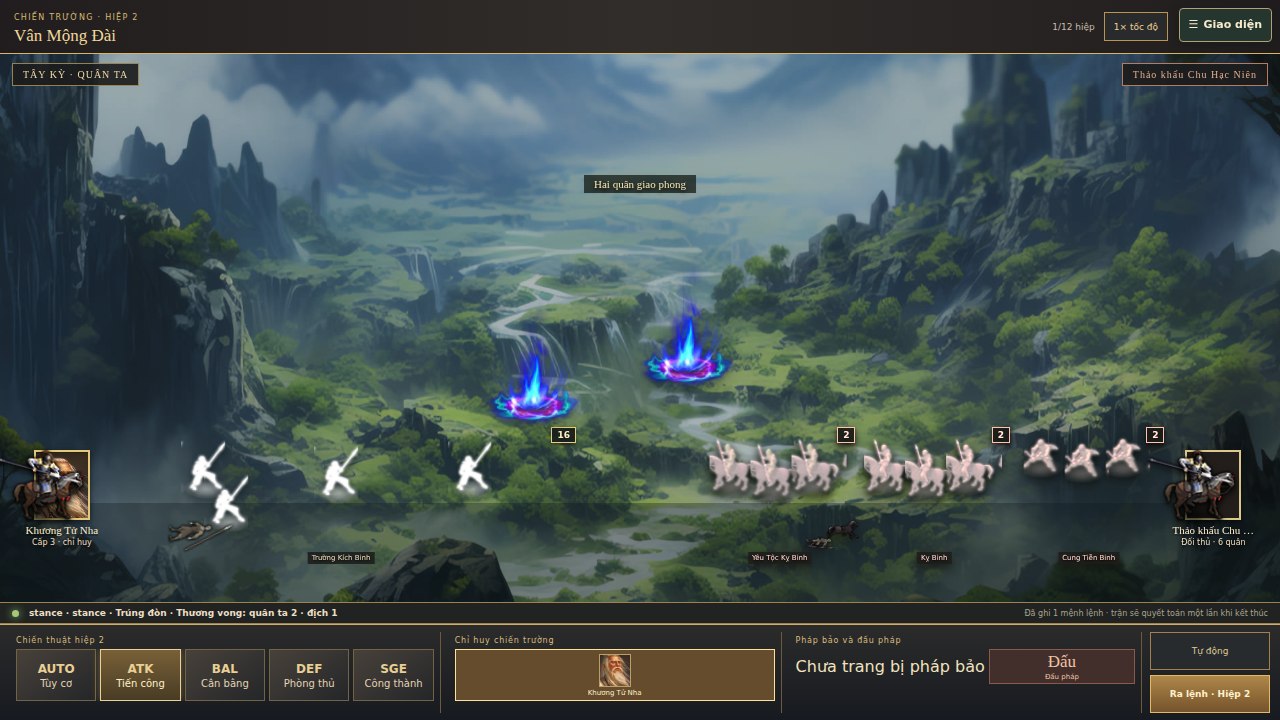 CHIẾN TRƯỜNG · HIỆP 2
Vân Mộng Đài
1/12 hiệp
1× tốc độ
☰ Giao diện
TÂY KỲ · QUÂN TA
Thảo khấu Chu Hạc Niên
Hai quân giao phong
16
2
2
2
Khương Tử Nha
Cấp 3 · chỉ huy
Thảo khấu Chu ...
Đối thủ · 6 quân
Trường Kích Binh
Yêu Tộc Kỵ Binh
Kỵ Binh
Cung Tiễn Binh
stance · stance · Trúng đòn · Thương vong: quân ta 2 · địch 1
Đã ghi 1 mệnh lệnh · trận sẽ quyết toán một lần khi kết thúc
Chiến thuật hiệp 2
AUTO
Tùy cơ
ATK
Tiến công
BAL
Cân bằng
DEF
Phòng thủ
SGE
Công thành
Chỉ huy chiến trường
Khương Tử Nha
Pháp bảo và đấu pháp
Chưa trang bị pháp bảo
Đấu
Đấu pháp
Tự động
Ra lệnh · Hiệp 2